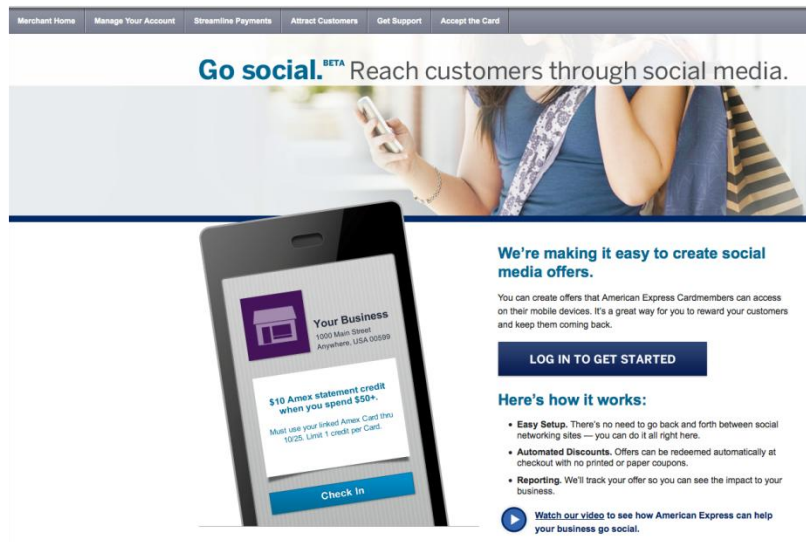 Merchant Home Manage Your Account Streamline Payments Attract Customers Get Support Accept the Card
Go social.BETA Reach customers through social media.
Your Business
1000 Main Street
Anywhere, USA 00599
$10 Amex statement credit
when you spend $50+.
Must use your linked Amex Card thru
10/25. Limit 1 credit per Card.
Check In
We're making it easy to create social
media offers.
You can create offers that American Express Cardmembers can access
on their mobile devices. It's a great way for you to reward your customers
and keep them coming back.
LOG IN TO GET STARTED
Here's how it works:
• Easy Setup. There's no need to go back and forth between social
networking sites — you can do it all right here.
• Automated Discounts. Offers can be redeemed automatically at
checkout with no printed or paper coupons.
• Reporting. We'll track your offer so you can see the impact to your
business.
Watch our video to see how American Express can help
your business go social.